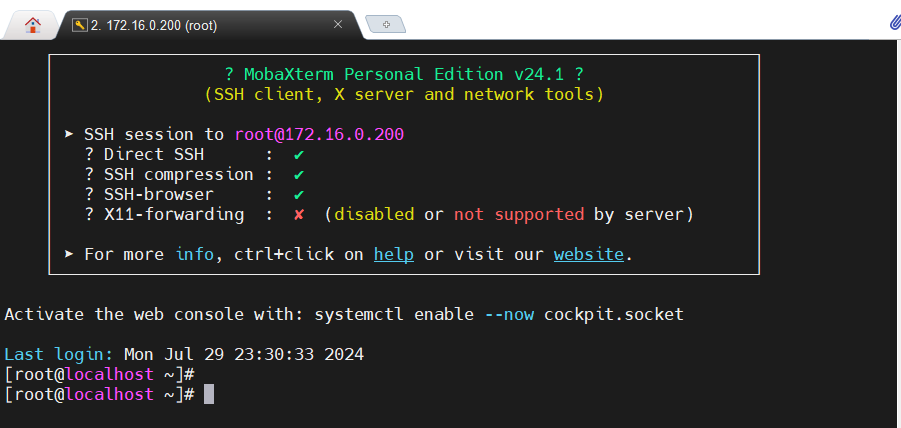 2. 172.16.0.200 (root)
? MobaXterm Personal Edition v24.1 ?
(SSH client, X server and network tools)
➤ SSH session to root@172.16.0.200
? Direct SSH      :  ✔
? SSH compression :  ✔
? SSH-browser     :  ✔
? X11-forwarding  :  ✘  (disabled or not supported by server)
➤ For more info, ctrl+click on help or visit our website.
Activate the web console with: systemctl enable --now cockpit.socket
Last login: Mon Jul 29 23:30:33 2024
[root@localhost ~]#
[root@localhost ~]#